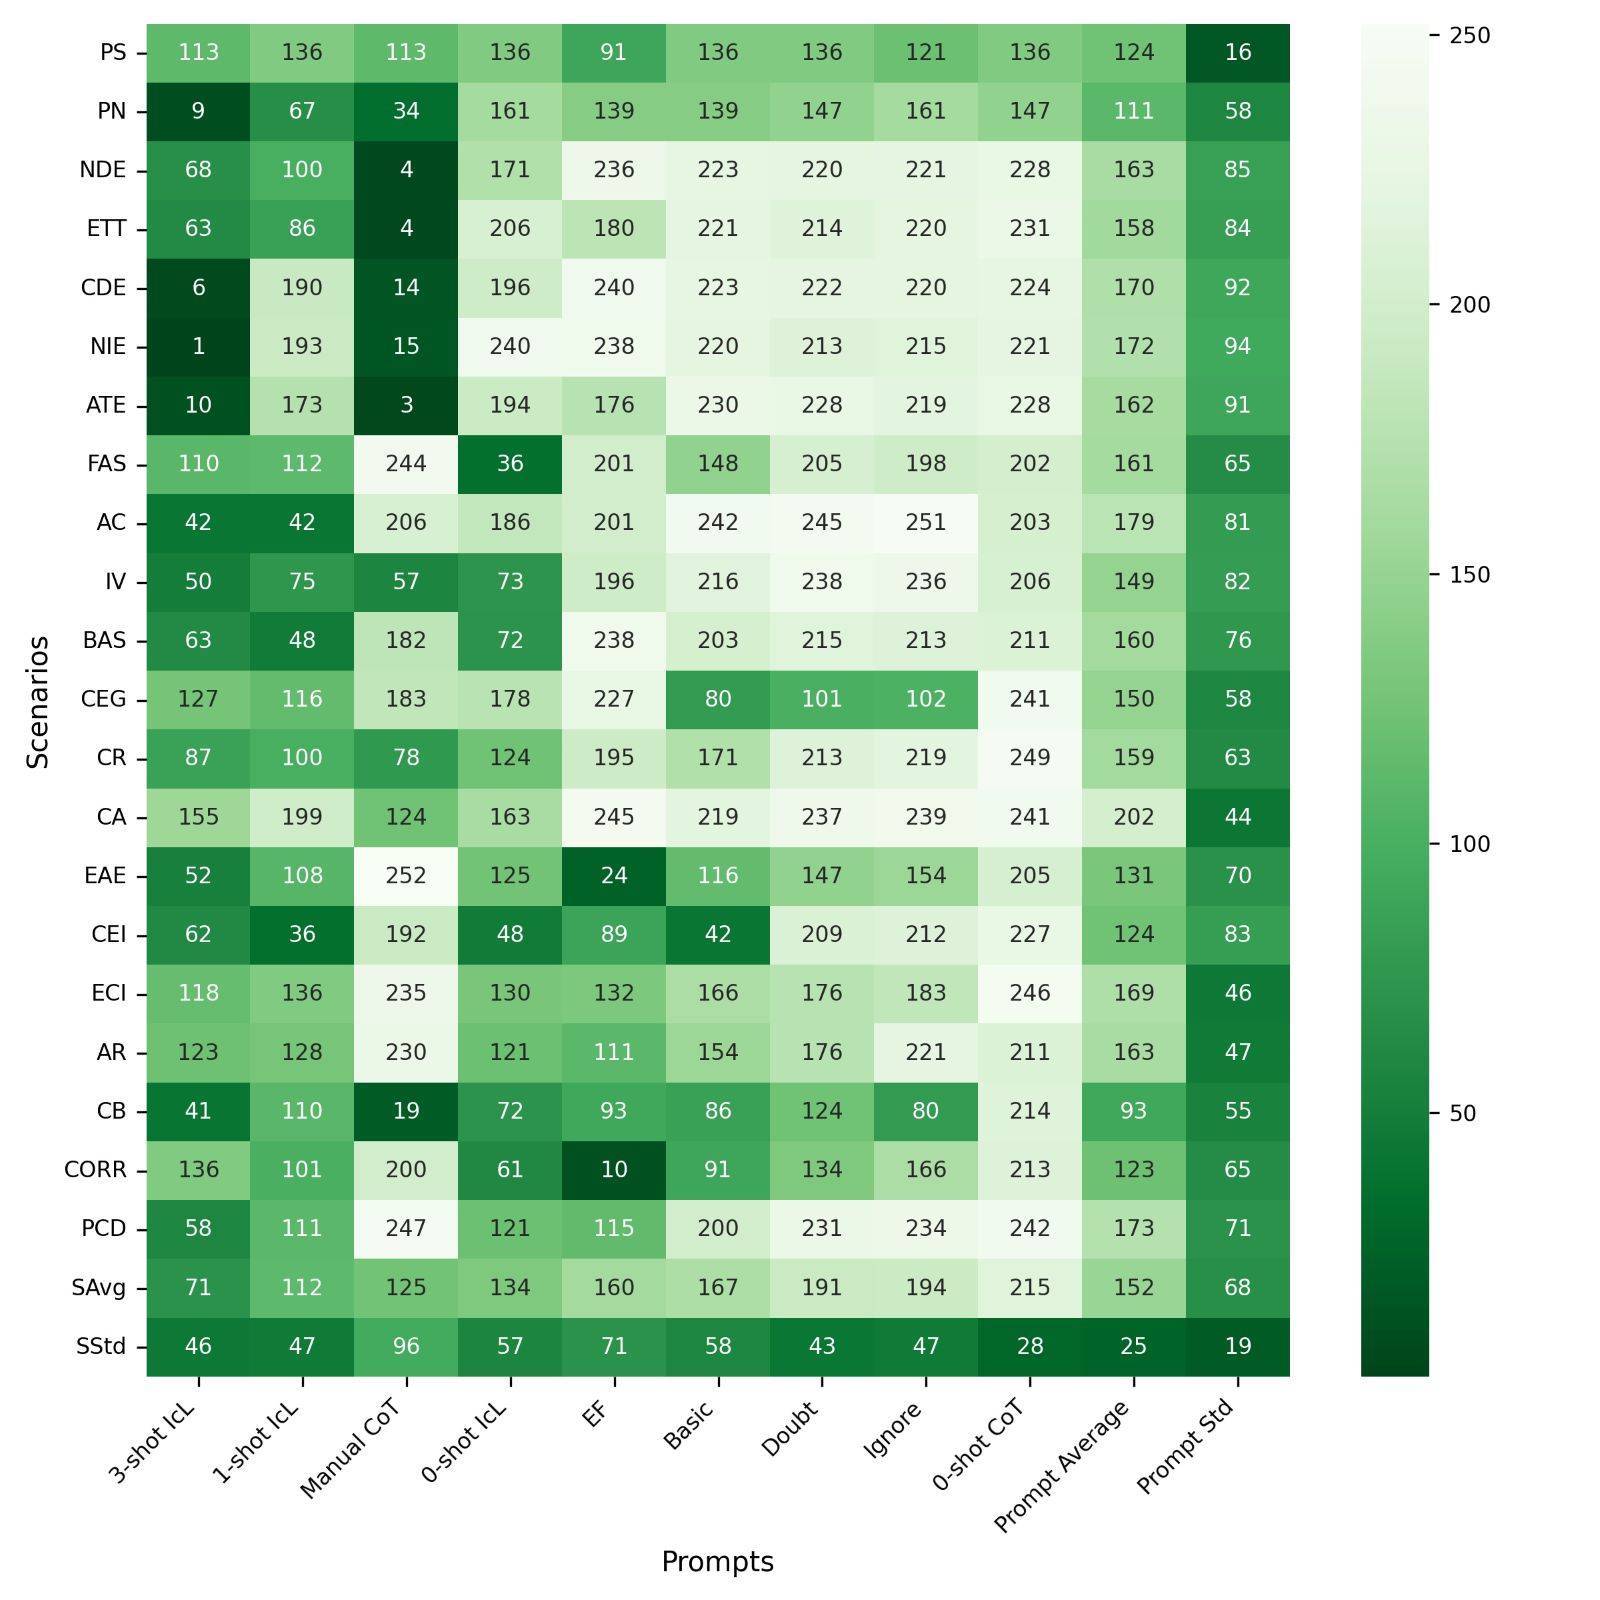 PS 113 136 113 136 91 136 136 121 136 124 16
PN 9 67 34 161 139 139 147 161 147 111 58
NDE 68 100 4 171 236 223 220 221 228 163 85
ETT 63 86 4 206 180 221 214 220 231 158 84
CDE 6 190 14 196 240 223 222 220 224 170 92
NIE 1 193 15 240 238 220 213 215 221 172 94
ATE 10 173 3 194 176 230 228 219 228 162 91
FAS 110 112 244 36 201 148 205 198 202 161 65
AC 42 42 206 186 201 242 245 251 203 179 81
IV 50 75 57 73 196 216 238 236 206 149 82
BAS 63 48 182 72 238 203 215 213 211 160 76
CEG 127 116 183 178 227 80 101 102 241 150 58
CR 87 100 78 124 195 171 213 219 249 159 63
CA 155 199 124 163 245 219 237 239 241 202 44
EAE 52 108 252 125 24 116 147 154 205 131 70
CEI 62 36 192 48 89 42 209 212 227 124 83
ECI 118 136 235 130 132 166 176 183 246 169 46
AR 123 128 230 121 111 154 176 221 211 163 47
CB 41 110 19 72 93 86 124 80 214 93 55
CORR 136 101 200 61 10 91 134 166 213 123 65
PCD 58 111 247 121 115 200 231 234 242 173 71
SAvg 71 112 125 134 160 167 191 194 215 152 68
SStd 46 47 96 57 71 58 43 47 28 25 19
3-shot IcL
1-shot IcL
Manual CoT
0-shot IcL
EF
Basic
Doubt
Ignore
0-shot CoT
Prompt Average
Prompt Std
Prompts
Scenarios
250
200
150
100
50